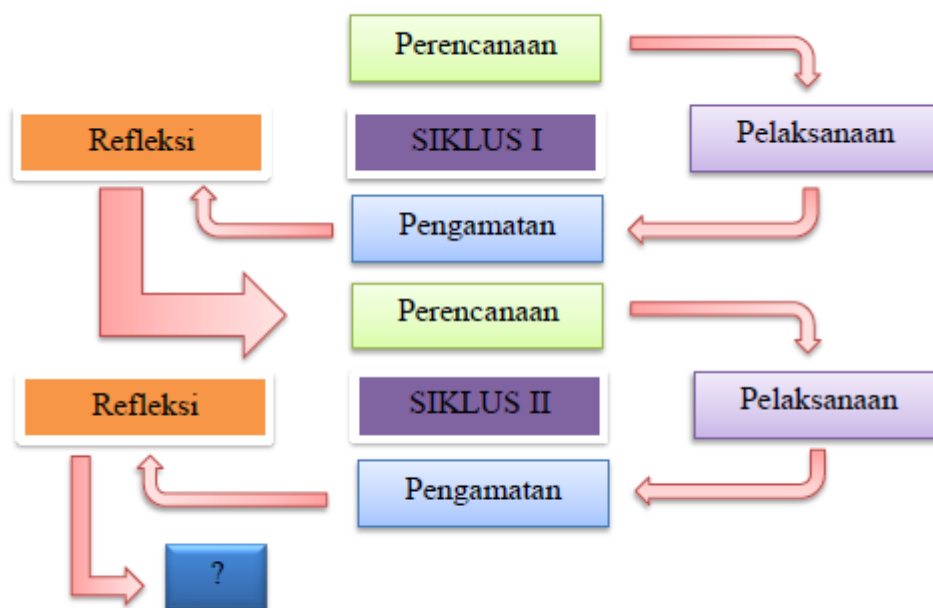 Perencanaan
Refleksi
SIKLUS I
Pelaksanaan
Pengamatan
Perencanaan
Refleksi
SIKLUS II
Pelaksanaan
Pengamatan
?